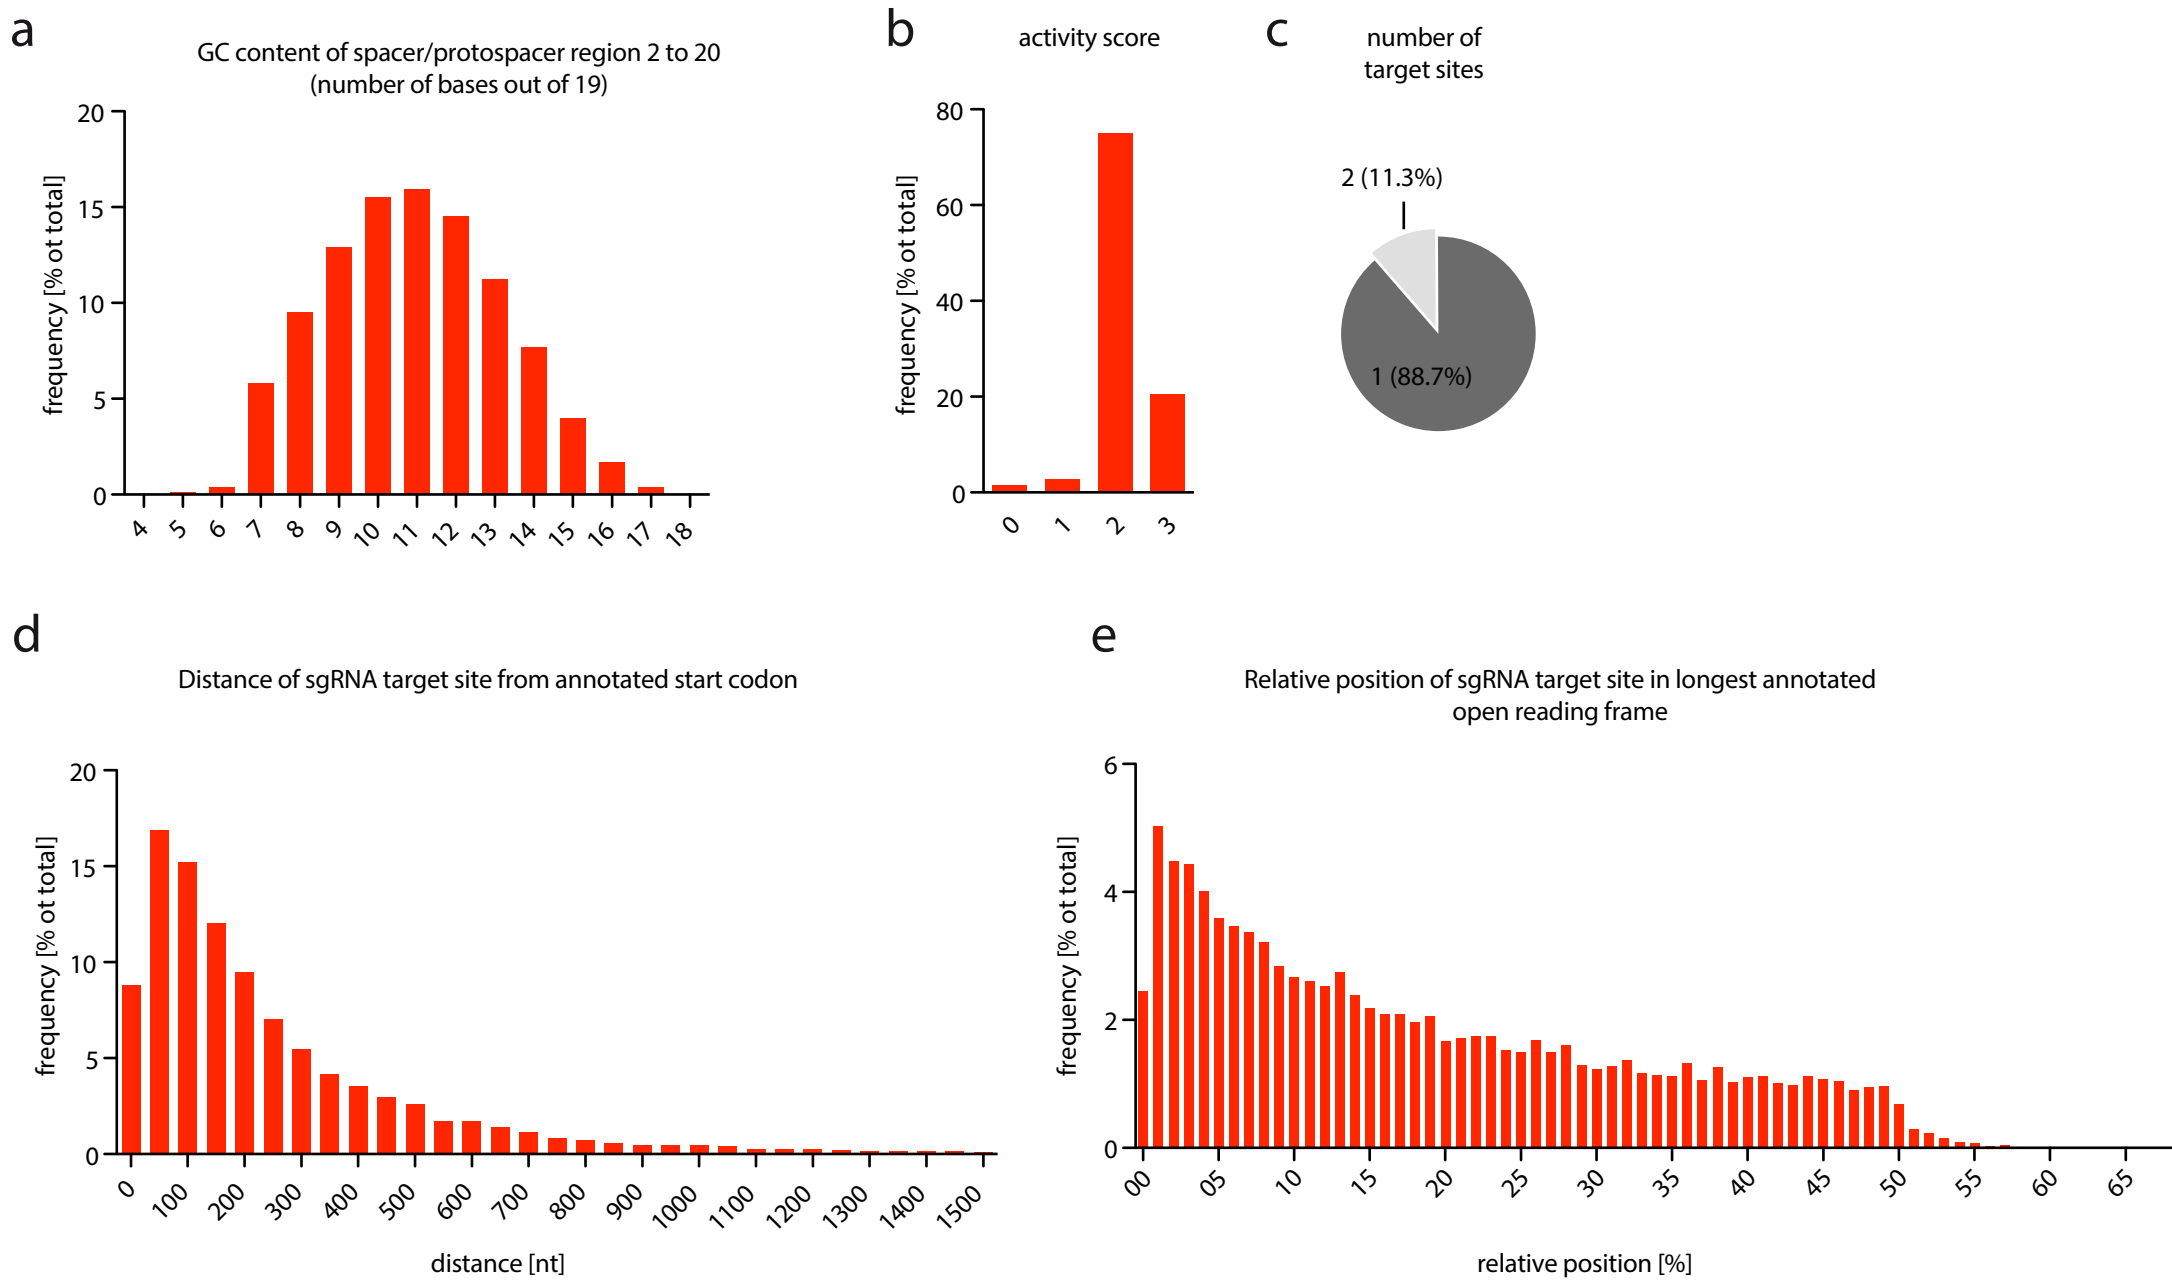 a
GC content of spacer/protospacer region 2 to 20
(number of bases out of 19)
frequency [% ot total]
20
15
10
5
0
4 5 6 7 8 9 10 11 12 13 14 15 16 17 18
b
activity score
frequency [% ot total]
80
60
40
20
0
0 1 2 3
c
number of
target sites
2 (11.3%)
1 (88.7%)
d
Distance of sgRNA target site from annotated start codon
frequency [% ot total]
20
15
10
5
0
0 100 200 300 400 500 600 700 800 900 1000 1100 1200 1300 1400 1500
distance [nt]
e
Relative position of sgRNA target site in longest annotated
open reading frame
frequency [% ot total]
6
4
2
0
00 05 10 15 20 25 30 35 40 45 50 55 60 65
relative position [%]